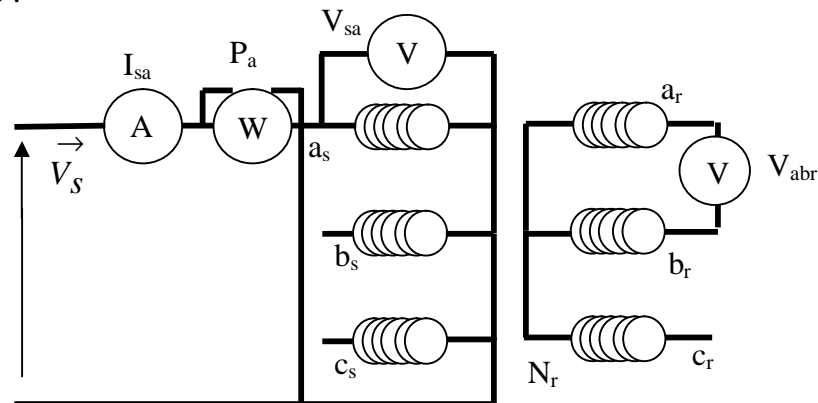 V_sa
V
I_sa
P_a
A
W
V_S
a_s
b_s
c_s
a_r
V
V_abr
b_r
N_r
c_r